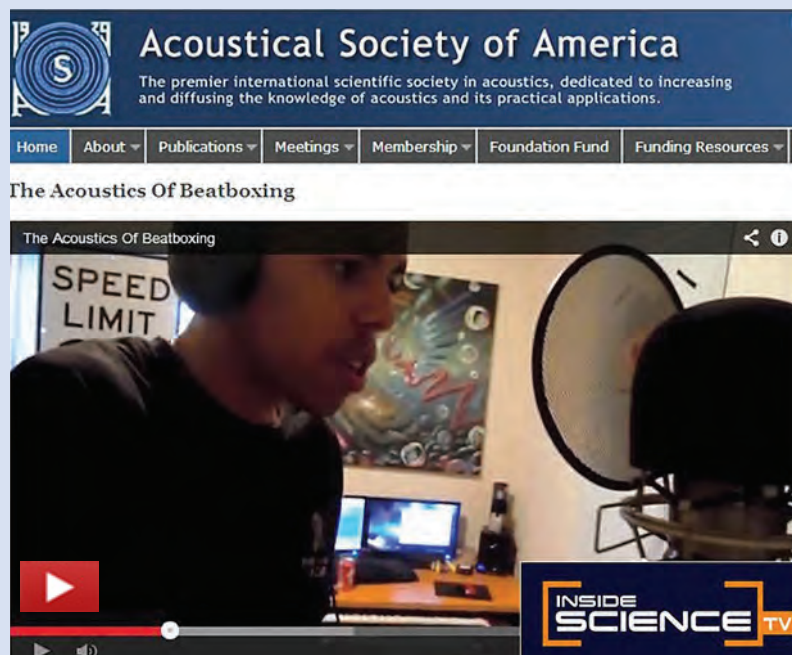 19 29
S
Acoustical Society of America
The premier international scientific society in acoustics, dedicated to increasing
and diffusing the knowledge of acoustics and its practical applications.
Home About Publications Meetings Membership Foundation Fund Funding Resources
The Acoustics Of Beatboxing
The Acoustics Of Beatboxing
SPEED
LIMIT
INSIDE
SCIENCE TV